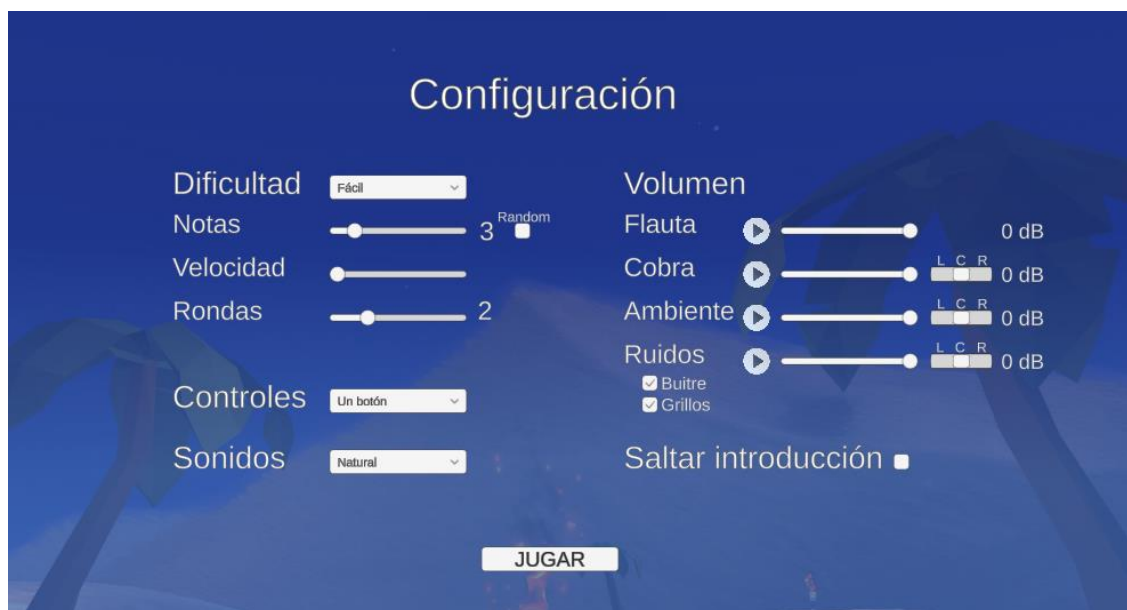 Configuración
Dificultad Fácil
Notas 3 Random
Velocidad
Rondas 2
Controles Un botón
Sonidos Natural
Volumen
Flauta 0 dB
Cobra L C R 0 dB
Ambiente L C R 0 dB
Ruidos L C R 0 dB
Buitre
Grillos
Saltar introducción
JUGAR